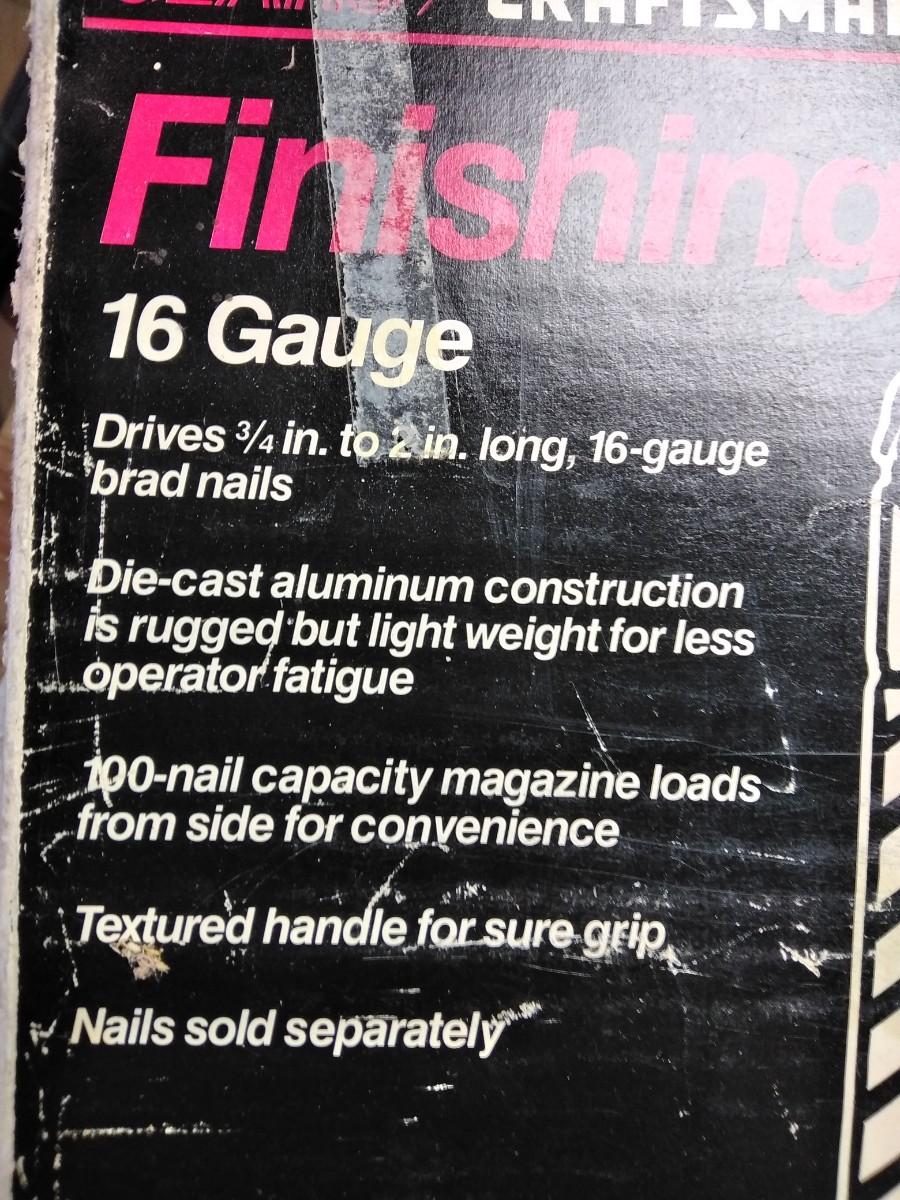 CRAFTSMAN
Finishing
16 Gauge
Drives 3/4 in. to 2 in. long, 16-gauge
brad nails
Die-cast aluminum construction
is rugged but light weight for less
operator fatigue
100-nail capacity magazine loads
from side for convenience
Textured handle for sure grip
Nails sold separately